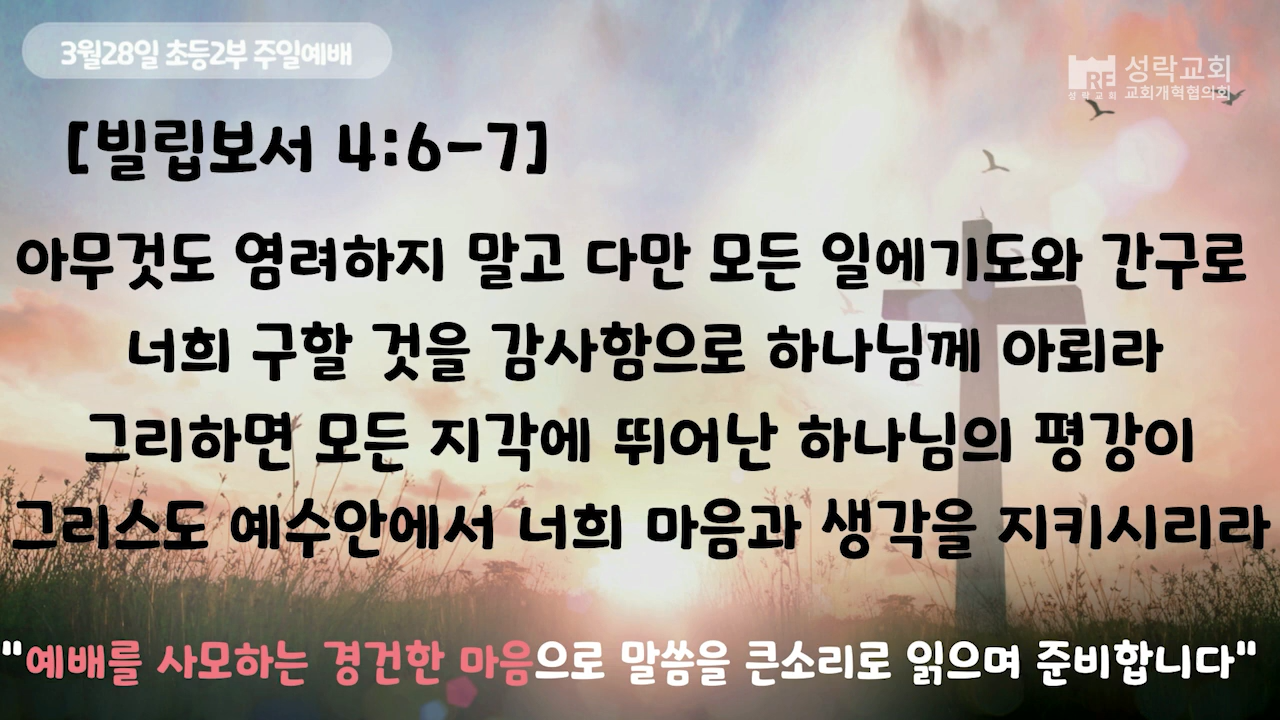 3월28일 초등2부 주일예배
성락교회
교회개혁협의회
RE
성락교회
[빌립보서 4:6-7]
아무것도 염려하지 말고 다만 모든 일에기도와 간구로
너희 구할 것을 감사함으로 하나님께 아뢰라
그리하면 모든 지각에 뛰어난 하나님의 평강이
그리스도 예수안에서 너희 마음과 생각을 지키시리라
"예배를 사모하는 경건한 마음으로 말씀을 큰소리로 읽으며 준비합니다"